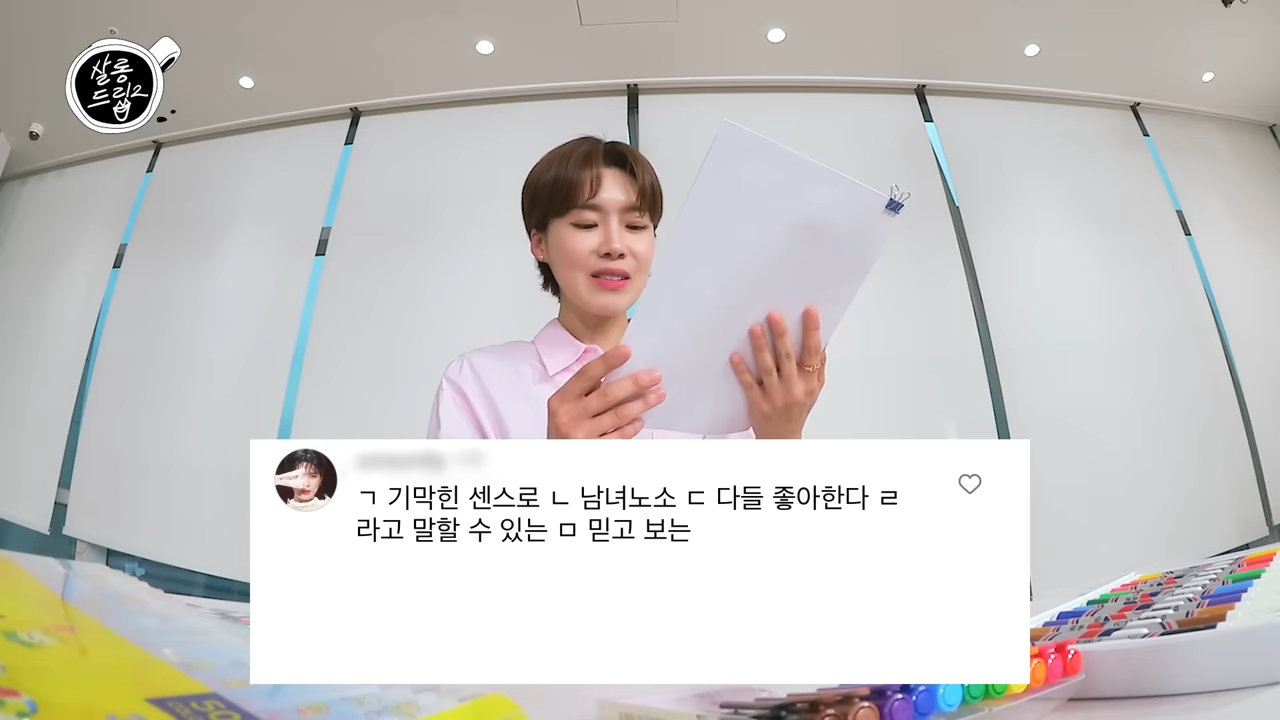 살롱
드립2
ㄱ 기막힌 센스로 ㄴ 남녀노소 ㄷ 다들 좋아한다 ㄹ
라고 말할 수 있는 ㅁ 믿고 보는
50